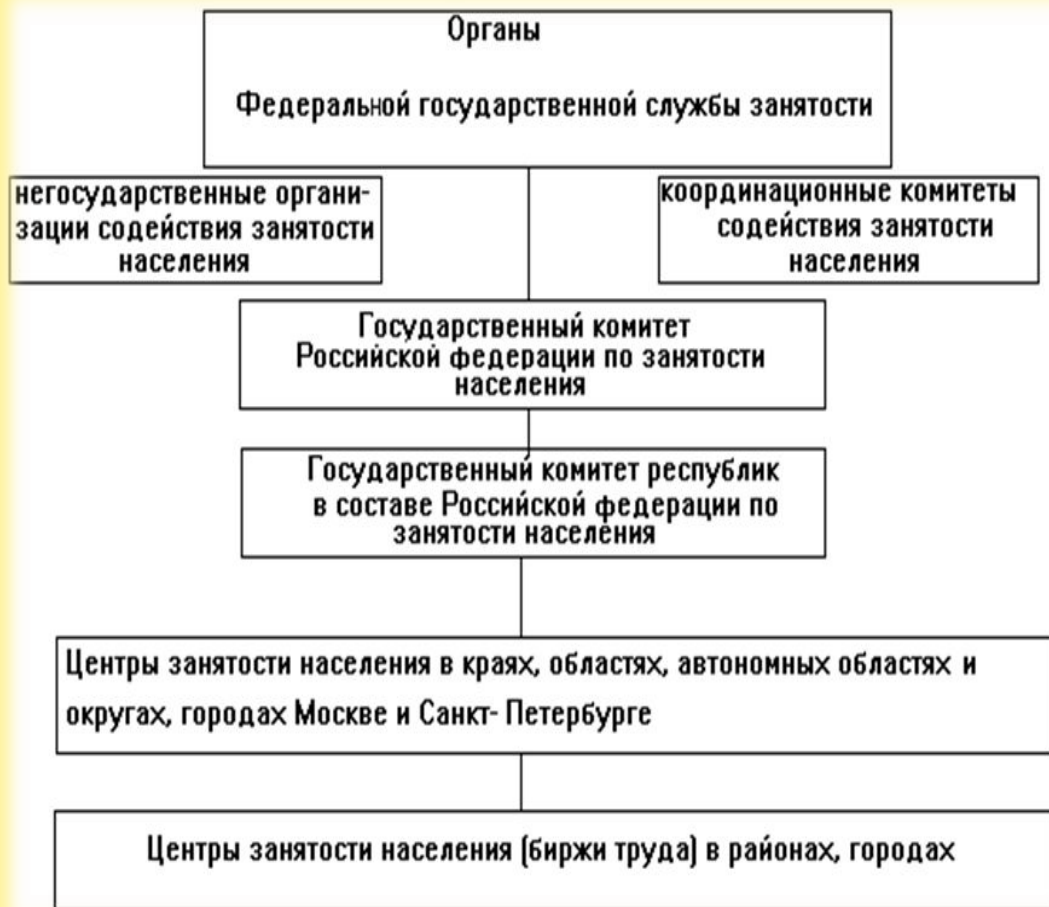 Органы
Федеральной государственной службы занятости
негосударственные органи-
зации содействия занятости
населения
координационные комитеты
содействия занятости
населения
Государственный комитет
Российской федерации по занятости
населения
Государственный комитет республик
в составе Российской федерации по
занятости населения
Центры занятости населения в краях, областях, автономных областях и
округах, городах Москве и Санкт- Петербурге
Центры занятости населения (биржи труда) в районах, городах